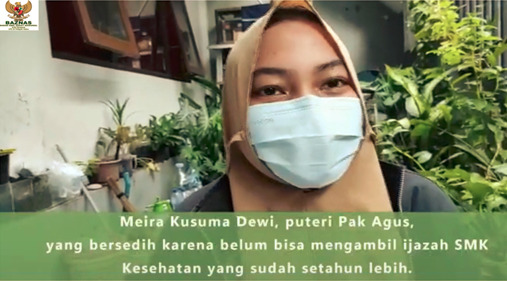 BAZNAS
Meira Kusuma Dewi, puteri Pak Agus,
yang bersedih karena belum bisa mengambil ijazah SMK
Kesehatan yang sudah setahun lebih.